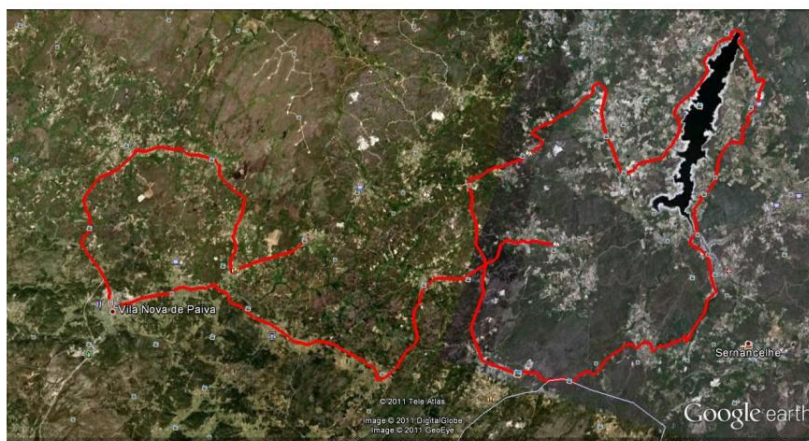 Vila Nova de Paiva
Sernancelhe
© 2011 Tele Atlas
Image © 2011 DigitalGlobe
Image © 2011 GeoEye
Google earth